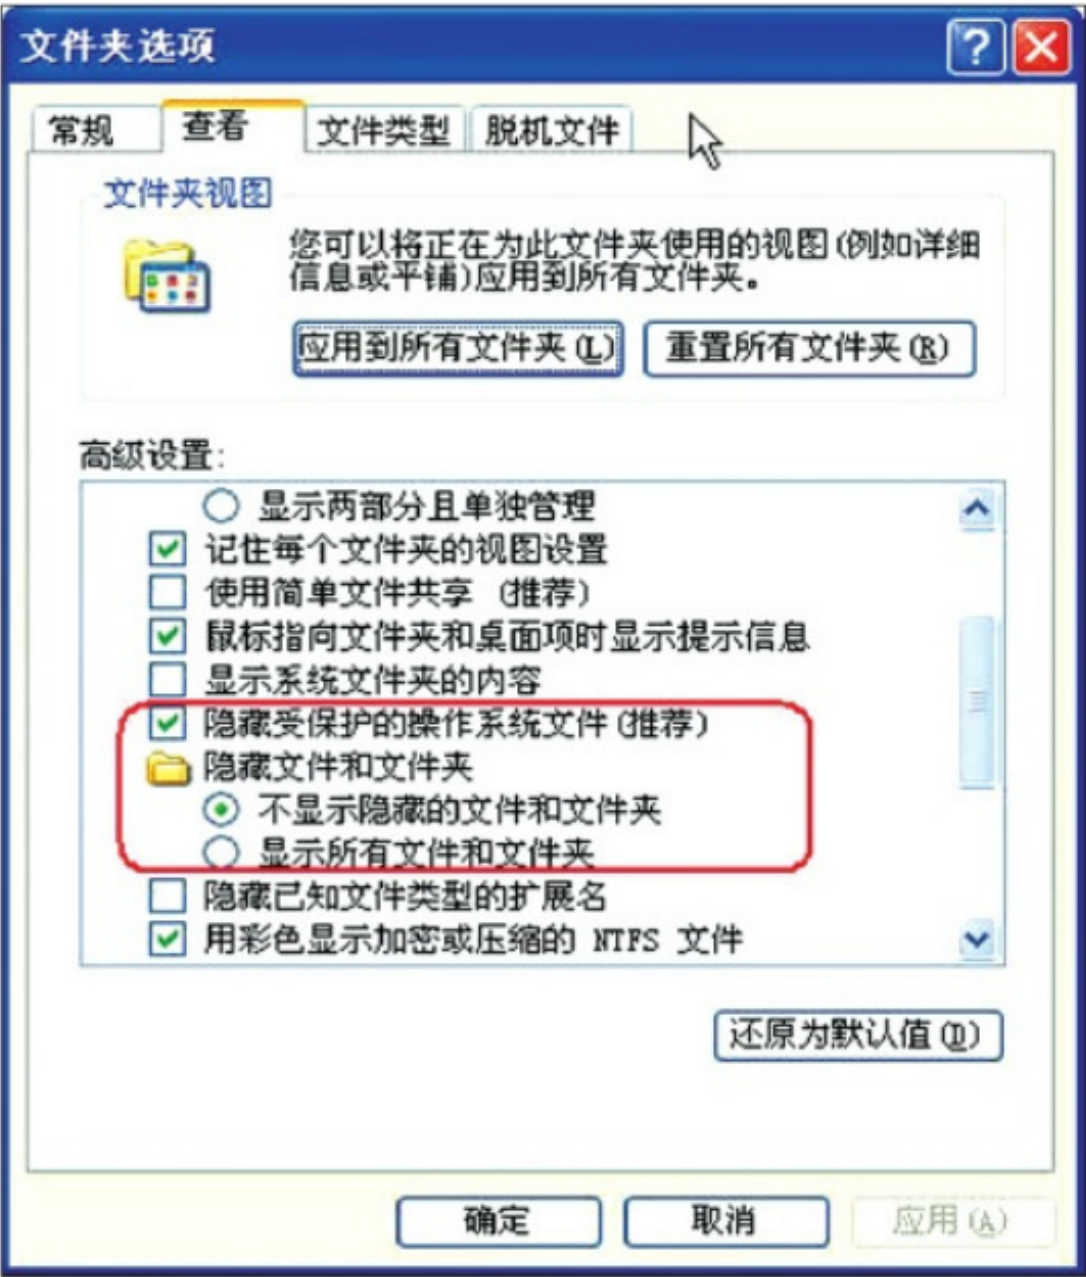 文件夹选项
常规 查看 文件类型 脱机文件
文件夹视图
您可以将正在为此文件夹使用的视图(例如详细
信息或平铺)应用到所有文件夹。
应用到所有文件夹(L) 重置所有文件夹(R)
高级设置:
显示两部分且单独管理
记住每个文件夹的视图设置
使用简单文件共享 (推荐)
鼠标指向文件夹和桌面项时显示提示信息
显示系统文件夹的内容
隐藏受保护的操作系统文件(推荐)
隐藏文件和文件夹
不显示隐藏的文件和文件夹
显示所有文件和文件夹
隐藏已知文件类型的扩展名
用彩色显示加密或压缩的 NTFS 文件
还原为默认值(D)
确定 取消 应用(A)